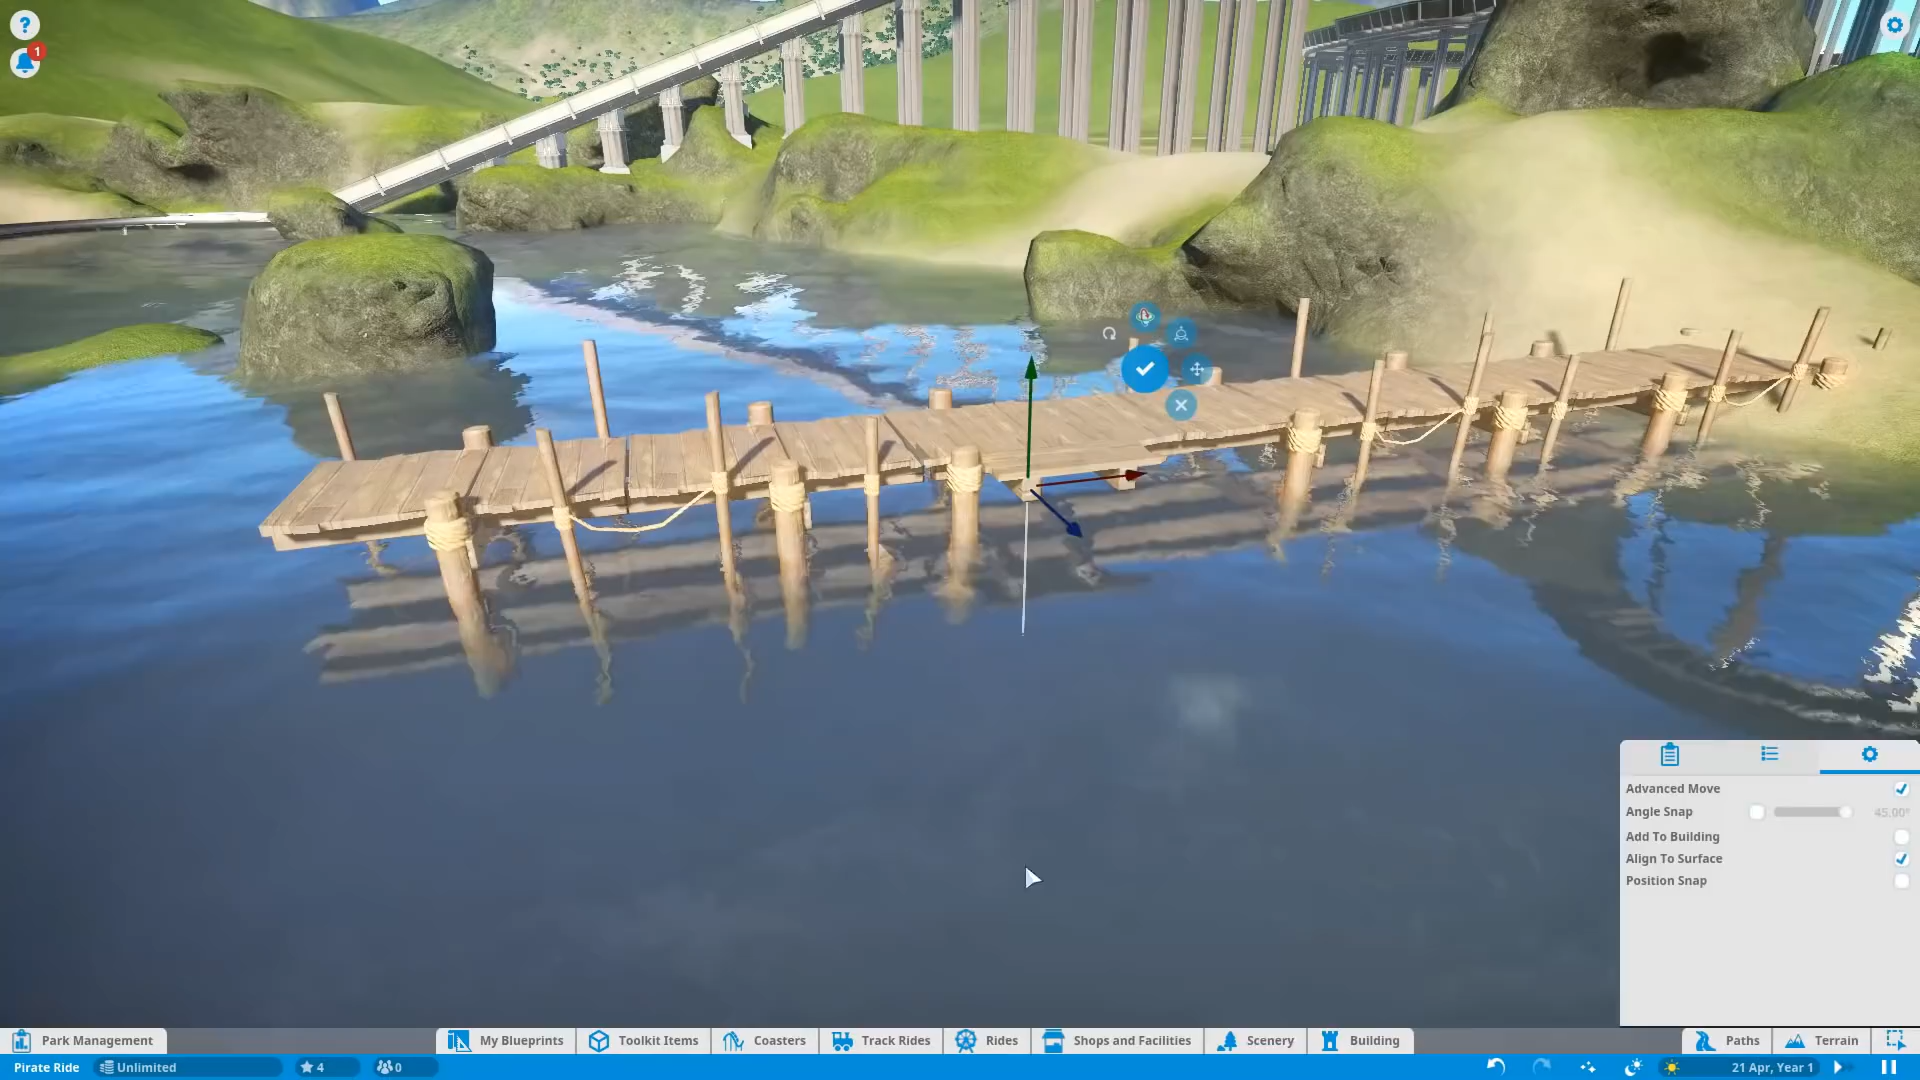 ?
1
Advanced Move
Angle Snap 45.00°
Add To Building
Align To Surface
Position Snap
Park Management
My Blueprints
Toolkit Items
Coasters
Track Rides
Rides
Shops and Facilities
Scenery
Building
Paths
Terrain
Pirate Ride
Unlimited
4
0
21 Apr, Year 1